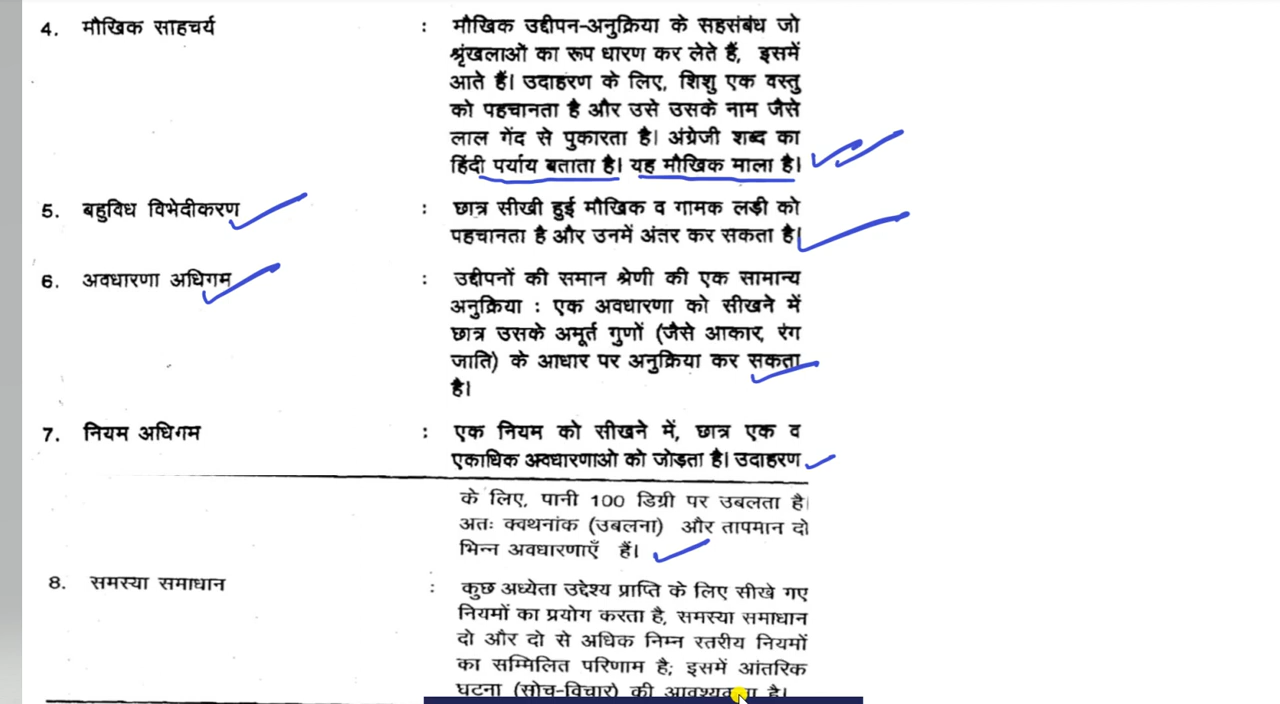 4. मौखिक साहचर्य : मौखिक उद्दीपन-अनुक्रिया के सहसंबंध जो
श्रृंखलाओं का रूप धारण कर लेते हैं, इसमें
आते हैं। उदाहरण के लिए, शिशु एक वस्तु
को पहचानता है और उसे उसके नाम जैसे
लाल गेंद से पुकारता है। अंग्रेजी शब्द का
हिंदी पर्याय बताता है। यह मौखिक माला है।
5. बहुविध विभेदीकरण : छात्र सीखी हुई मौखिक व गामक लड़ी को
पहचानता है और उनमें अंतर कर सकता है।
6. अवधारणा अधिगम : उद्दीपनों की समान श्रेणी की एक सामान्य
अनुक्रिया : एक अवधारणा को सीखने में
छात्र उसके अमूर्त गुणों (जैसे आकार, रंग
जाति) के आधार पर अनुक्रिया कर सकता
है।
7. नियम अधिगम : एक नियम को सीखने में, छात्र एक व
एकाधिक अवधारणाओ को जोड़ता है। उदाहरण
के लिए, पानी 100 डिग्री पर उबलता है।
अतः क्वथनांक (उबलना) और तापमान दो
भिन्न अवधारणाएँ हैं।
8. समस्या समाधान : कुछ अध्येता उद्देश्य प्राप्ति के लिए सीखे गए
नियमों का प्रयोग करता है, समस्या समाधान
दो और दो से अधिक निम्न स्तरीय नियमों
का सम्मिलित परिणाम है; इसमें आंतरिक
घटना (सोच-विचार) की आवश्यकता है।